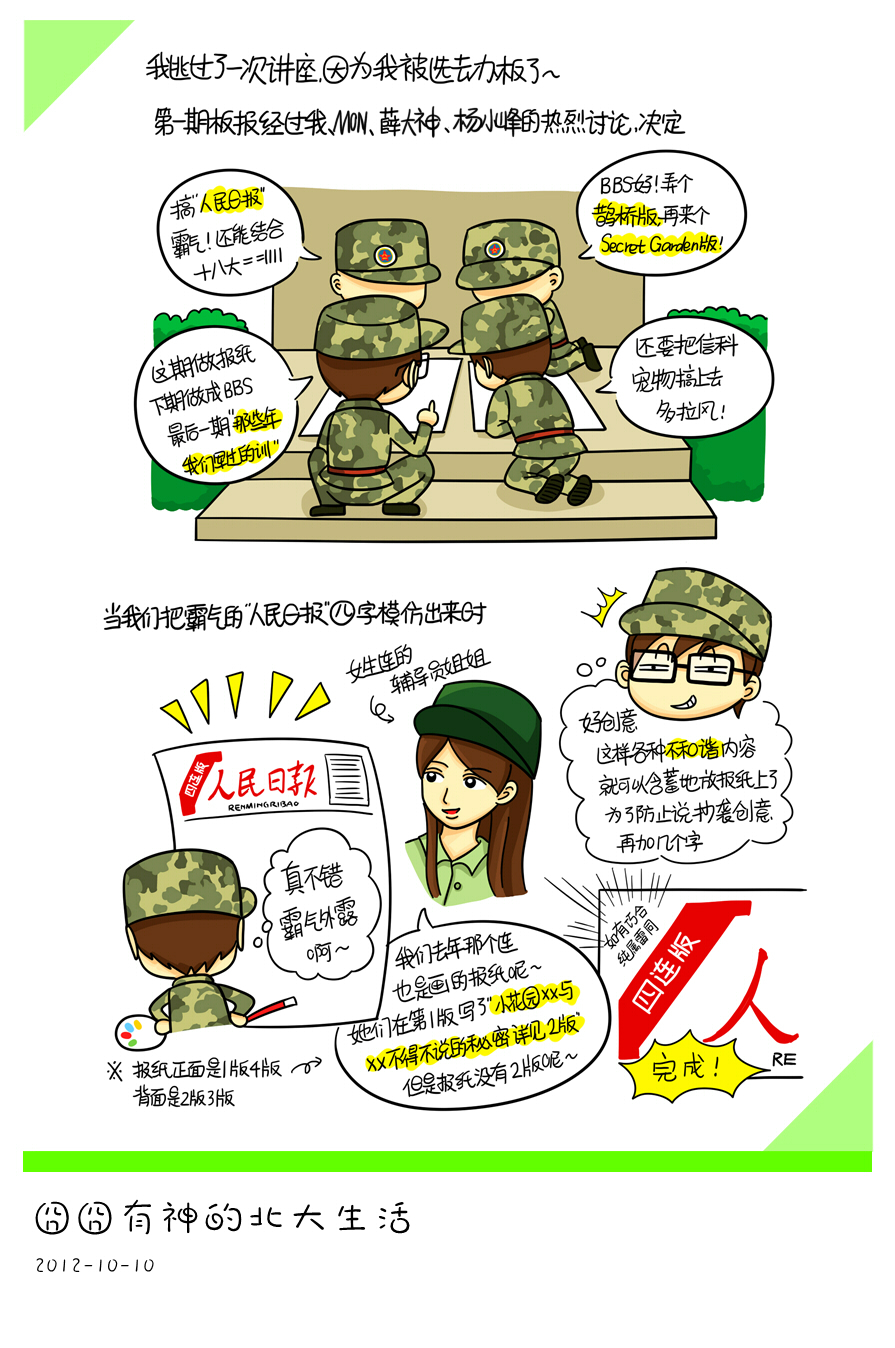 我逃过了一次讲座,因为我被选去办板了~
第一期板报经过我、MON、薛大神、杨小峰的热烈讨论,决定
搞"人民日报"
霸气!还能结合
十八大==||||
BBS好!弄个
鹊桥版,再来个
Secret Garden版!
这期做报纸
下期做成BBS
最后一期"那些年
我们军过的训"
还要把信科
宠物搞上去
多拉风!
当我们把霸气的"人民日报"四字模仿出来时
女生连的
辅导员姐姐
好创意
这样各种不和谐内容
就可以含蓄地放报纸上了
为了防止说抄袭创意
再加几个字
四连版
人民日报
RENMINGRIBAO
真不错
霸气外露
啊~
我们去年那个连
也是画的报纸呢~
她们在第1版写了"小花园xx与
xx不得不说的秘密详见2版"
但是报纸没有2版呢~
※ 报纸正面是1版4版
背面是2版3版
如有巧合
纯属雷同
四连版
人
RE
完成!
囧囧有神的北大生活
2012-10-10